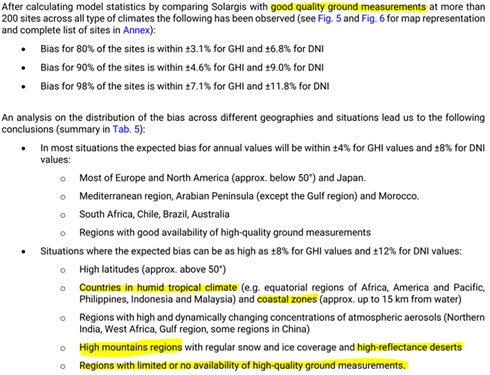 After calculating model statistics by comparing Solargis with good quality ground measurements at more than
200 sites across all type of climates the following has been observed (see Fig. 5 and Fig. 6 for map representation
and complete list of sites in Annex):
• Bias for 80% of the sites is within ±3.1% for GHI and ±6.8% for DNI
• Bias for 90% of the sites is within ±4.6% for GHI and ±9.0% for DNI
• Bias for 98% of the sites is within ±7.1% for GHI and ±11.8% for DNI
An analysis on the distribution of the bias across different geographies and situations lead us to the following
conclusions (summary in Tab. 5):
• In most situations the expected bias for annual values will be within ±4% for GHI values and ±8% for DNI
values:
o Most of Europe and North America (approx. below 50°) and Japan.
o Mediterranean region, Arabian Peninsula (except the Gulf region) and Morocco.
o South Africa, Chile, Brazil, Australia
o Regions with good availability of high-quality ground measurements
• Situations where the expected bias can be as high as ±8% for GHI values and ±12% for DNI values:
o High latitudes (approx. above 50°)
o Countries in humid tropical climate (e.g. equatorial regions of Africa, America and Pacific,
Philippines, Indonesia and Malaysia) and coastal zones (approx. up to 15 km from water)
o Regions with high and dynamically changing concentrations of atmospheric aerosols (Northern
India, West Africa, Gulf region, some regions in China)
o High mountains regions with regular snow and ice coverage and high-reflectance deserts
o Regions with limited or no availability of high-quality ground measurements.